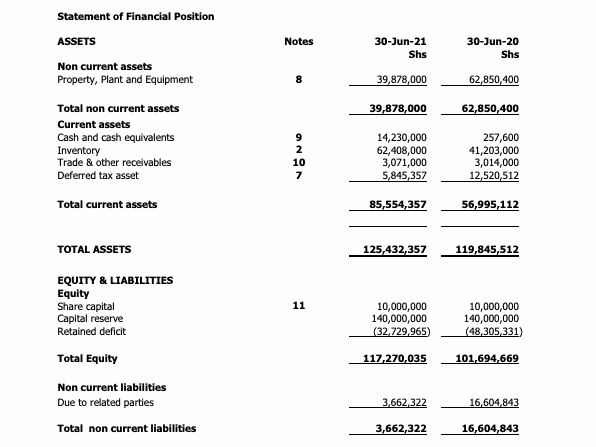 Statement of Financial Position
ASSETS Notes 30-Jun-21 30-Jun-20
Shs Shs
Non current assets
Property, Plant and Equipment 8 39,878,000 62,850,400
Total non current assets 39,878,000 62,850,400
Current assets
Cash and cash equivalents 9 14,230,000 257,600
Inventory 2 62,408,000 41,203,000
Trade & other receivables 10 3,071,000 3,014,000
Deferred tax asset 7 5,845,357 12,520,512
Total current assets 85,554,357 56,995,112
TOTAL ASSETS 125,432,357 119,845,512
EQUITY & LIABILITIES
Equity
Share capital 11 10,000,000 10,000,000
Capital reserve 140,000,000 140,000,000
Retained deficit (32,729,965) (48,305,331)
Total Equity 117,270,035 101,694,669
Non current liabilities
Due to related parties 3,662,322 16,604,843
Total non current liabilities 3,662,322 16,604,843